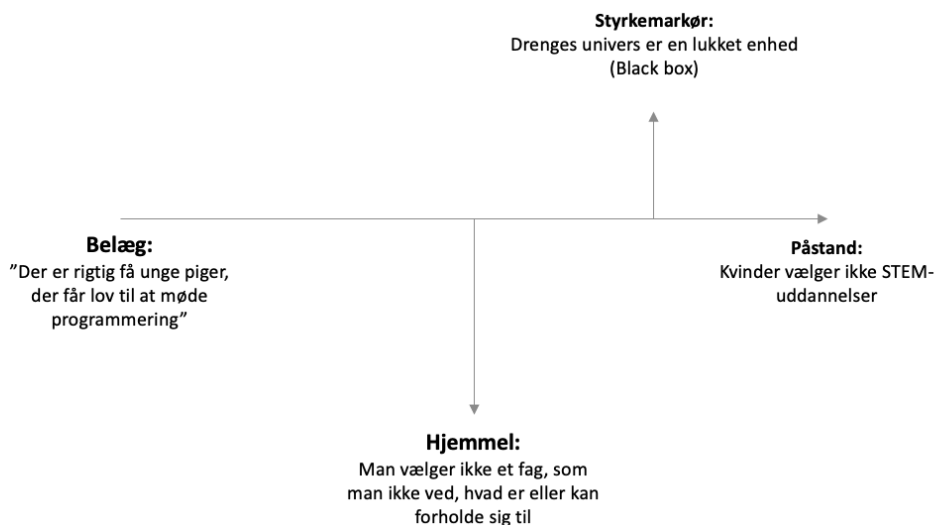 Styrkemarkør:
Drenges univers er en lukket enhed
(Black box)
Belæg:
”Der er rigtig få unge piger,
der får lov til at møde
programmering”
Påstand:
Kvinder vælger ikke STEM-
uddannelser
Hjemmel:
Man vælger ikke et fag, som
man ikke ved, hvad er eller kan
forholde sig til